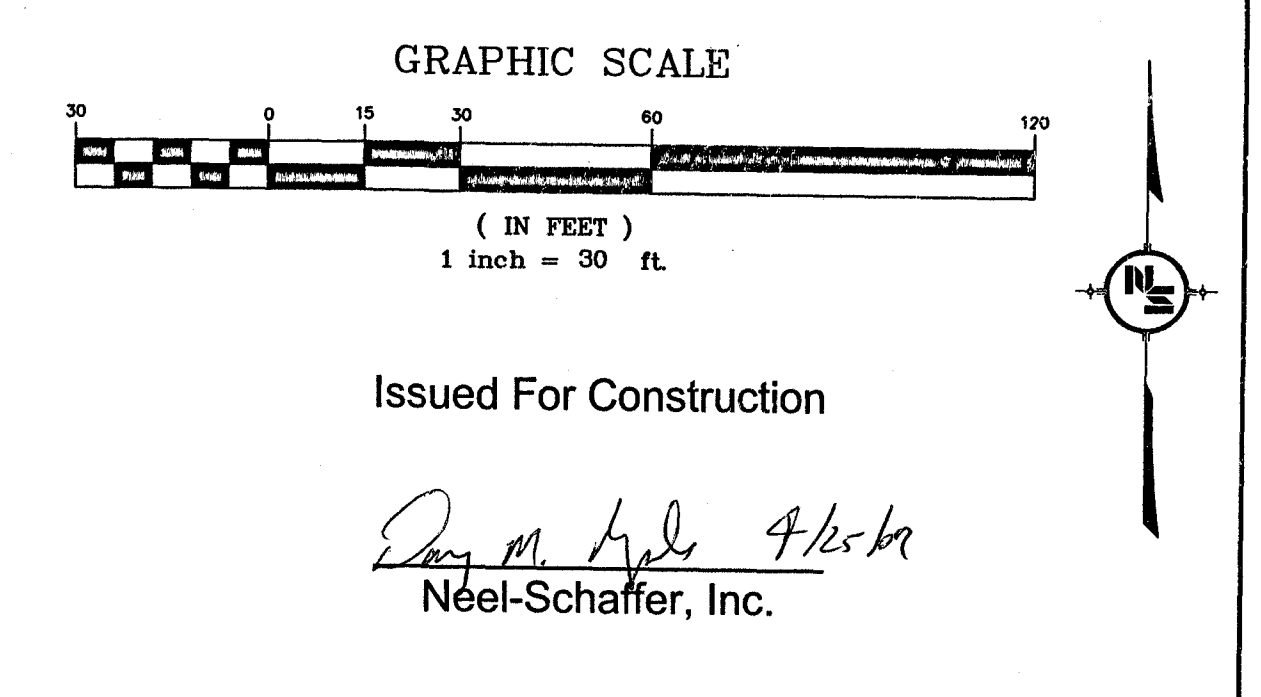 GRAPHIC SCALE
30 0 15 30 60 120
( IN FEET )
1 inch = 30 ft.
NS
Issued For Construction
M. 4/25/07
Neel-Schaffer, Inc.